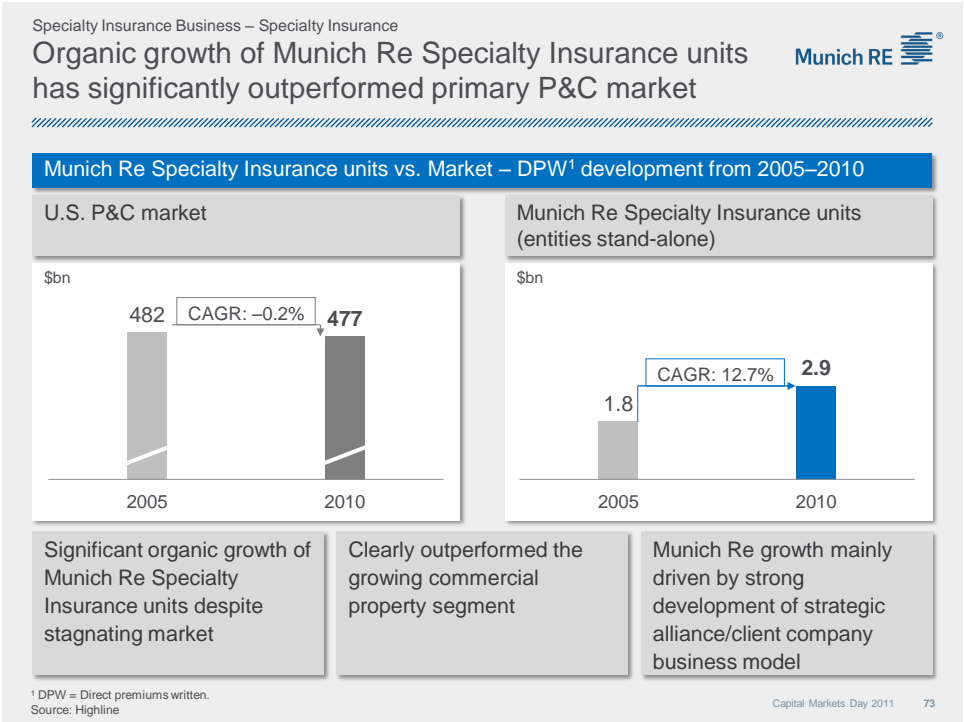 Specialty Insurance Business – Specialty Insurance
Organic growth of Munich Re Specialty Insurance units
has significantly outperformed primary P&C market
Munich RE ®
Munich Re Specialty Insurance units vs. Market – DPW¹ development from 2005–2010
U.S. P&C market
Munich Re Specialty Insurance units
(entities stand-alone)
$bn
482
CAGR: –0.2%
477
2005
2010
$bn
1.8
CAGR: 12.7%
2.9
2005
2010
Significant organic growth of
Munich Re Specialty
Insurance units despite
stagnating market
Clearly outperformed the
growing commercial
property segment
Munich Re growth mainly
driven by strong
development of strategic
alliance/client company
business model
¹ DPW = Direct premiums written.
Source: Highline
Capital Markets Day 2011 73